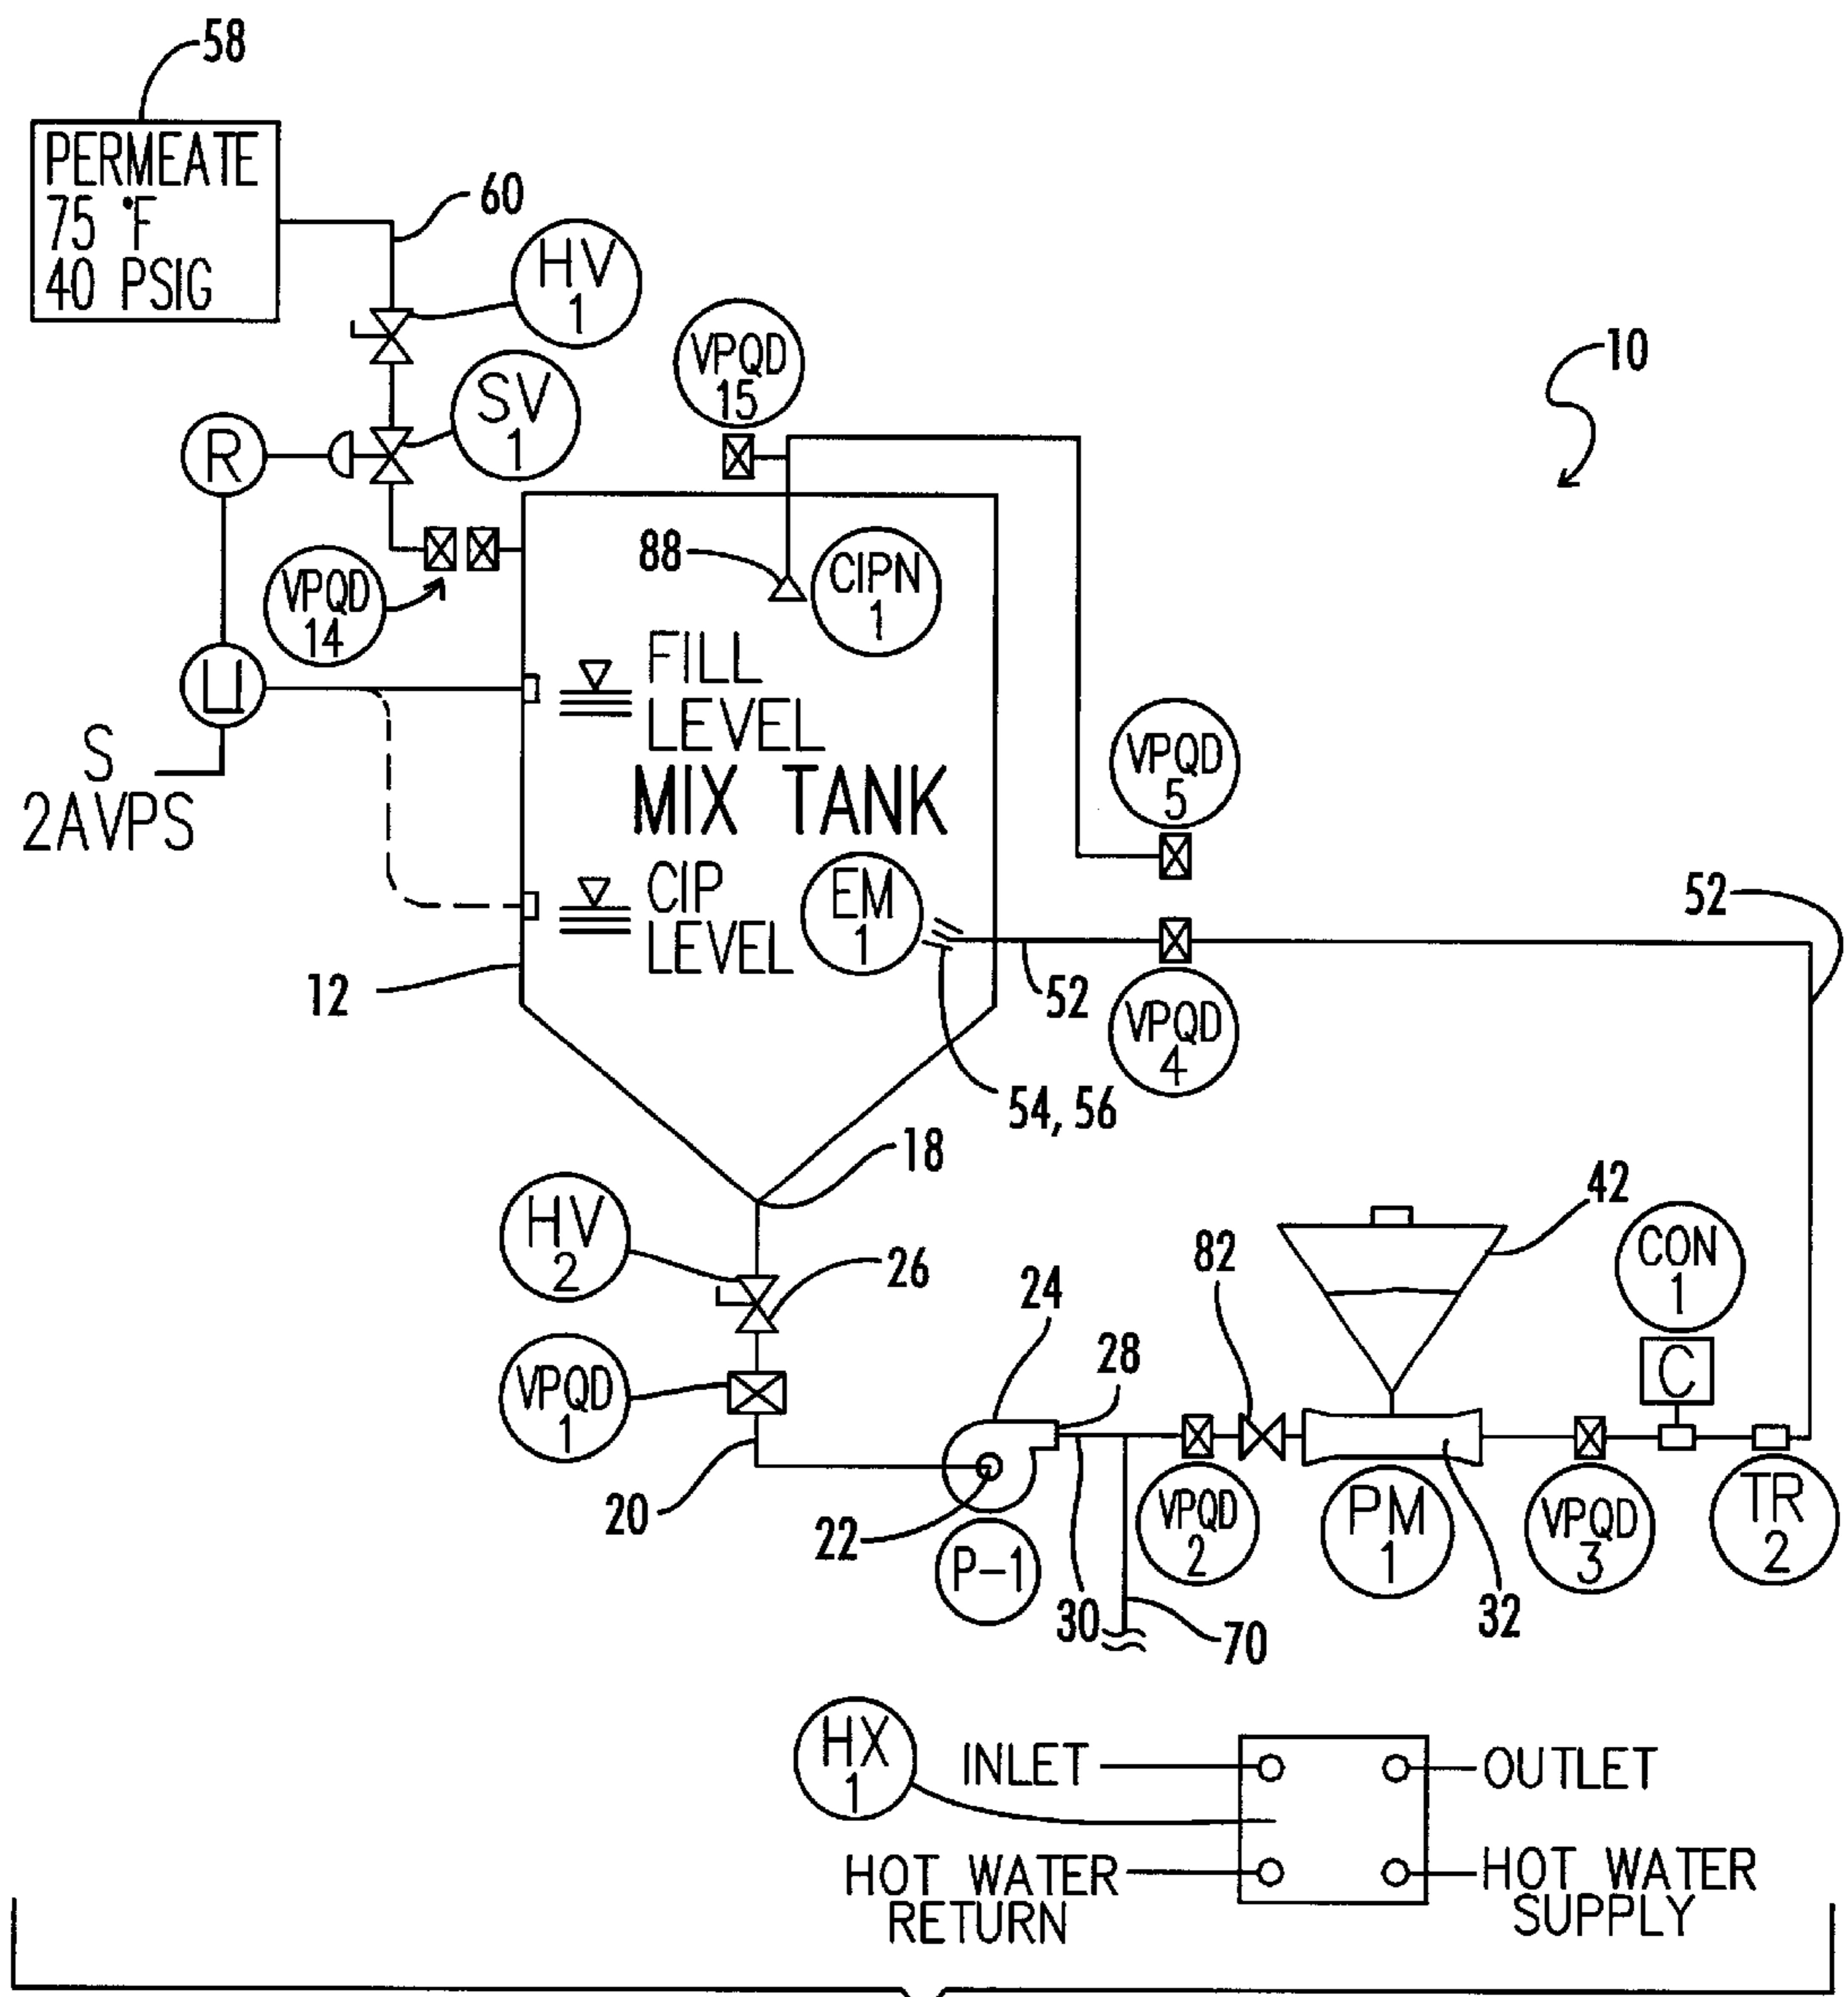 58
PERMEATE
75 °F
40 PSIG
60
HV
1
SV
1
R
VPQD
15
10
88
CIPN
1
VPQD
14
LI
S
2AVPS
FILL
LEVEL
MIX TANK
CIP
LEVEL
EM
1
VPQD
5
52
12
52
VPQD
4
54, 56
18
HV
2
26
42
CON
1
82
24
28
VPQD
1
C
20
22
P-1
30
70
VPQD
2
PM
1
32
VPQD
3
TR
2
HX
1
INLET
OUTLET
HOT WATER
RETURN
HOT WATER
SUPPLY